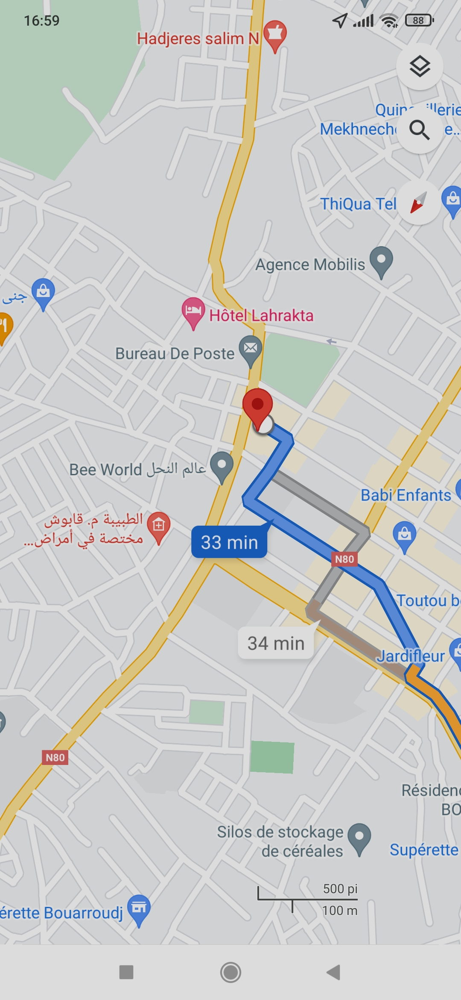 16:59
88
Hadjeres salim N
Mekhneche
ThiQua Tel
Agence Mobilis
جنى
Hôtel Lahrakta
Bureau De Poste
Bee World عالم النحل
Babi Enfants
الطبيبة م. قابوش
مختصة في أمراض...
33 min
N80
Toutou b
34 min
Jardifleur
N80
Résiden
BO
Silos de stockage
de céréales
Supérette
500 pi
100 m
érette Bouarroudj